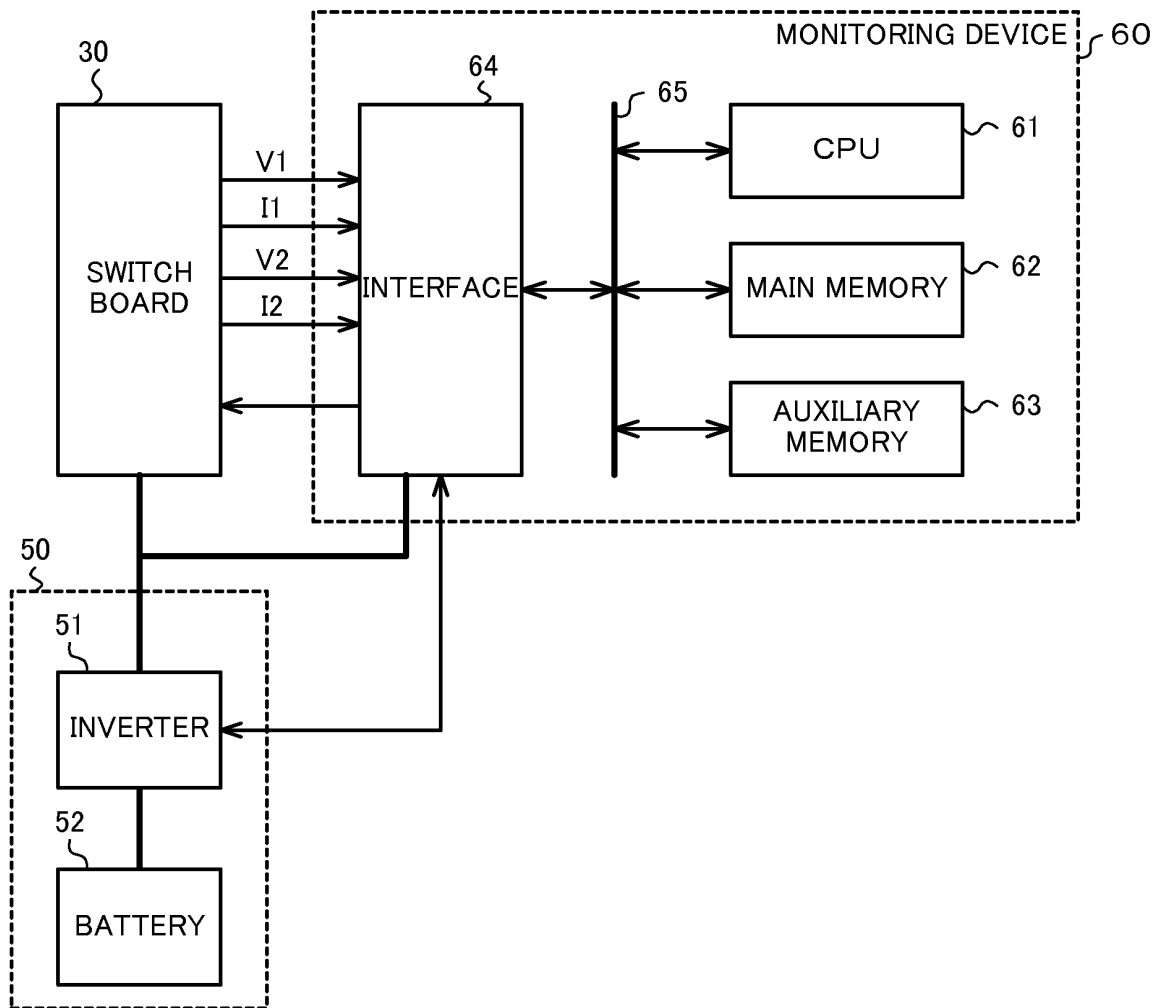 MONITORING DEVICE
60
30
64
65
61
CPU
V1
I1
V2
I2
SWITCH
BOARD
INTERFACE
62
MAIN MEMORY
63
AUXILIARY
MEMORY
50
51
INVERTER
52
BATTERY